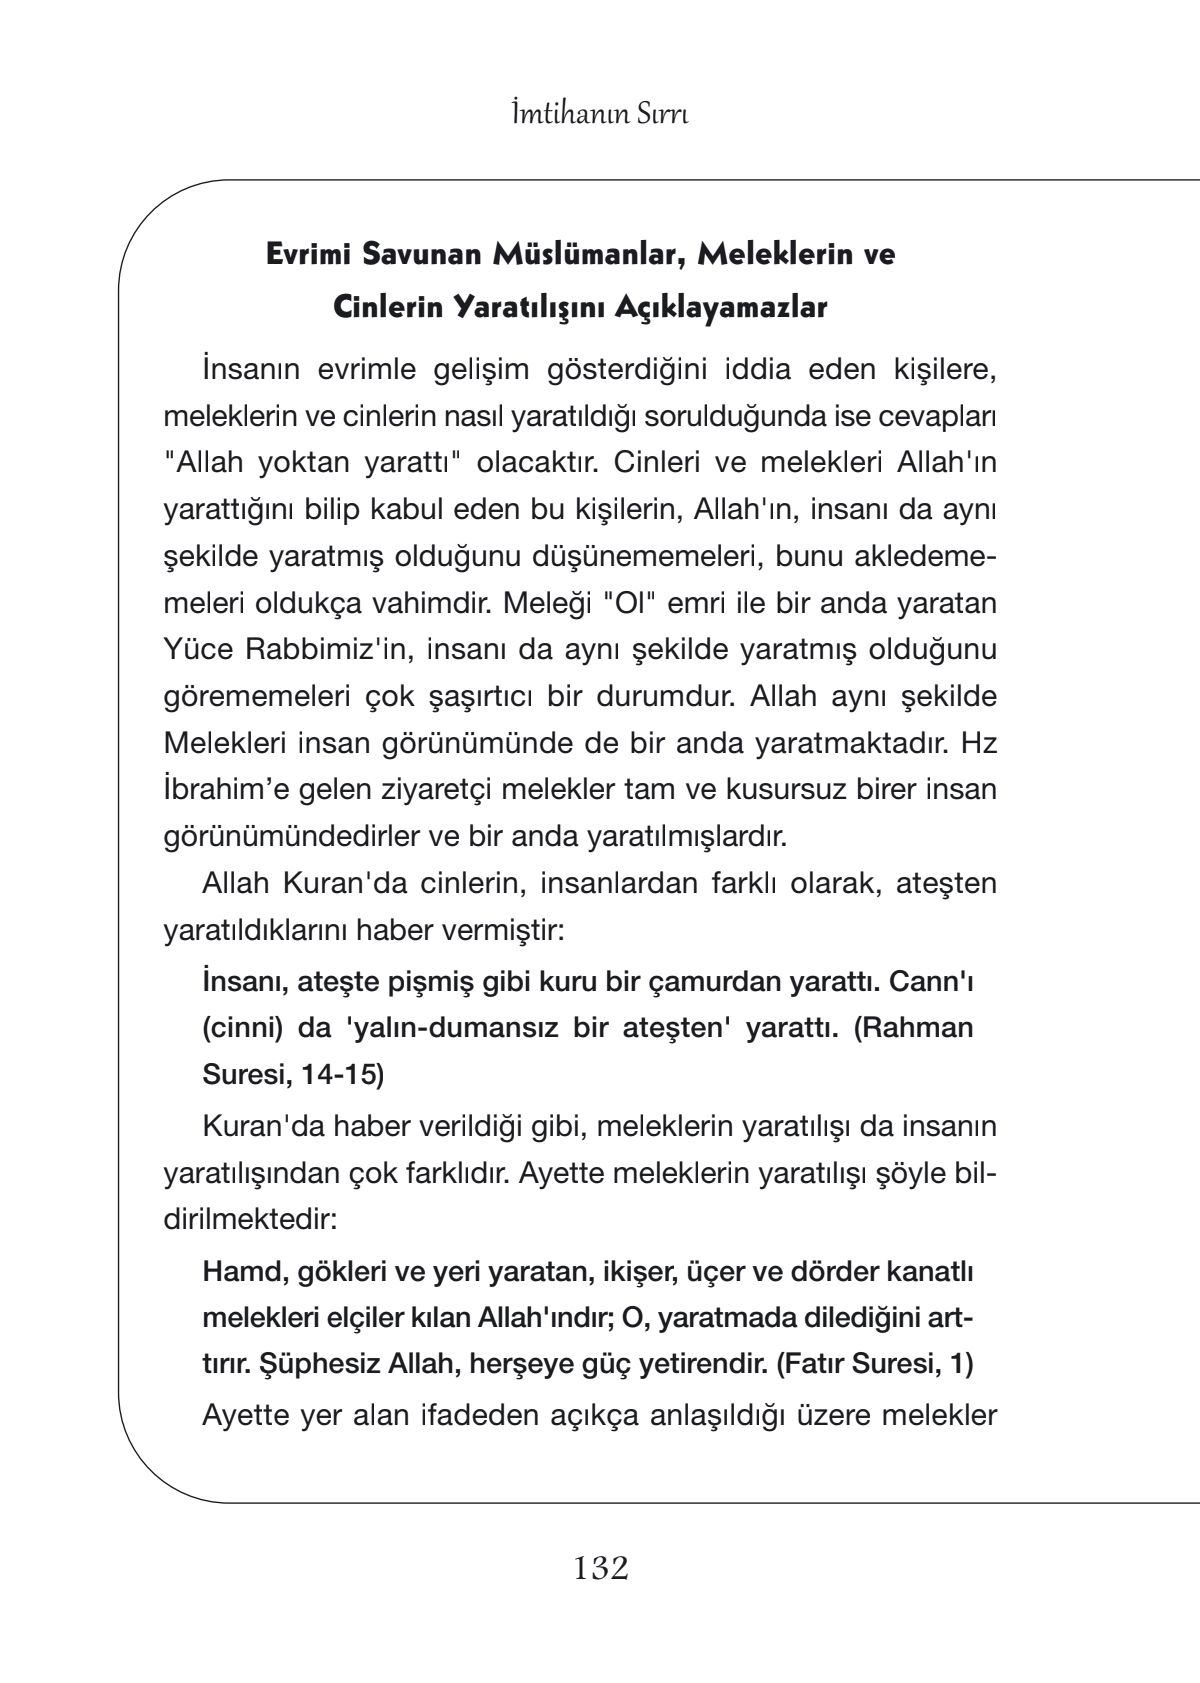 İmtihanın Sırrı
Evrimi Savunan Müslümanlar, Meleklerin ve
Cinlerin Yaratılışını Açıklayamazlar
İnsanın evrimle gelişim gösterdiğini iddia eden kişilere,
meleklerin ve cinlerin nasıl yaratıldığı sorulduğunda ise cevapları
"Allah yoktan yarattı" olacaktır. Cinleri ve melekleri Allah'ın
yarattığını bilip kabul eden bu kişilerin, Allah'ın, insanı da aynı
şekilde yaratmış olduğunu düşünememeleri, bunu akledeme-
meleri oldukça vahimdir. Meleği "Ol" emri ile bir anda yaratan
Yüce Rabbimiz'in, insanı da aynı şekilde yaratmış olduğunu
görememeleri çok şaşırtıcı bir durumdur. Allah aynı şekilde
Melekleri insan görünümünde de bir anda yaratmaktadır. Hz
İbrahim’e gelen ziyaretçi melekler tam ve kusursuz birer insan
görünümündedirler ve bir anda yaratılmışlardır.
Allah Kuran'da cinlerin, insanlardan farklı olarak, ateşten
yaratıldıklarını haber vermiştir:
İnsanı, ateşte pişmiş gibi kuru bir çamurdan yarattı. Cann'ı
(cinni) da 'yalın-dumansız bir ateşten' yarattı. (Rahman
Suresi, 14-15)
Kuran'da haber verildiği gibi, meleklerin yaratılışı da insanın
yaratılışından çok farklıdır. Ayette meleklerin yaratılışı şöyle bil-
dirilmektedir:
Hamd, gökleri ve yeri yaratan, ikişer, üçer ve dörder kanatlı
melekleri elçiler kılan Allah'ındır; O, yaratmada dilediğini art-
tırır. Şüphesiz Allah, herşeye güç yetirendir. (Fatır Suresi, 1)
Ayette yer alan ifadeden açıkça anlaşıldığı üzere melekler
132